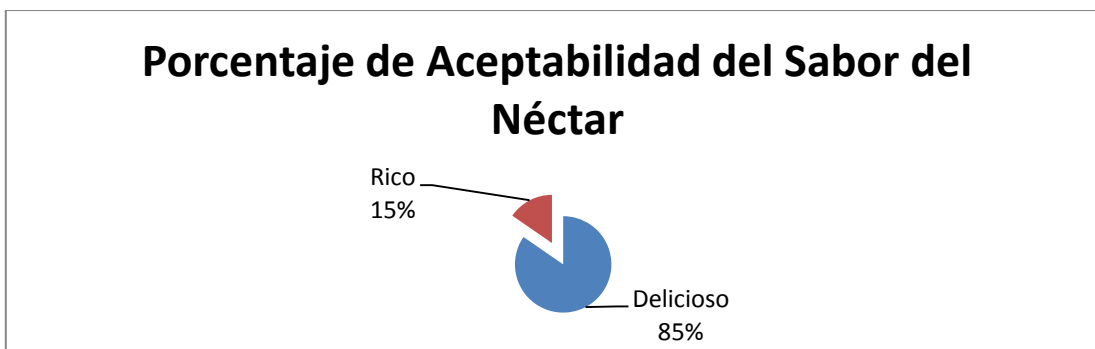 Porcentaje de Aceptabilidad del Sabor del
Néctar
Rico
15%
Delicioso
85%